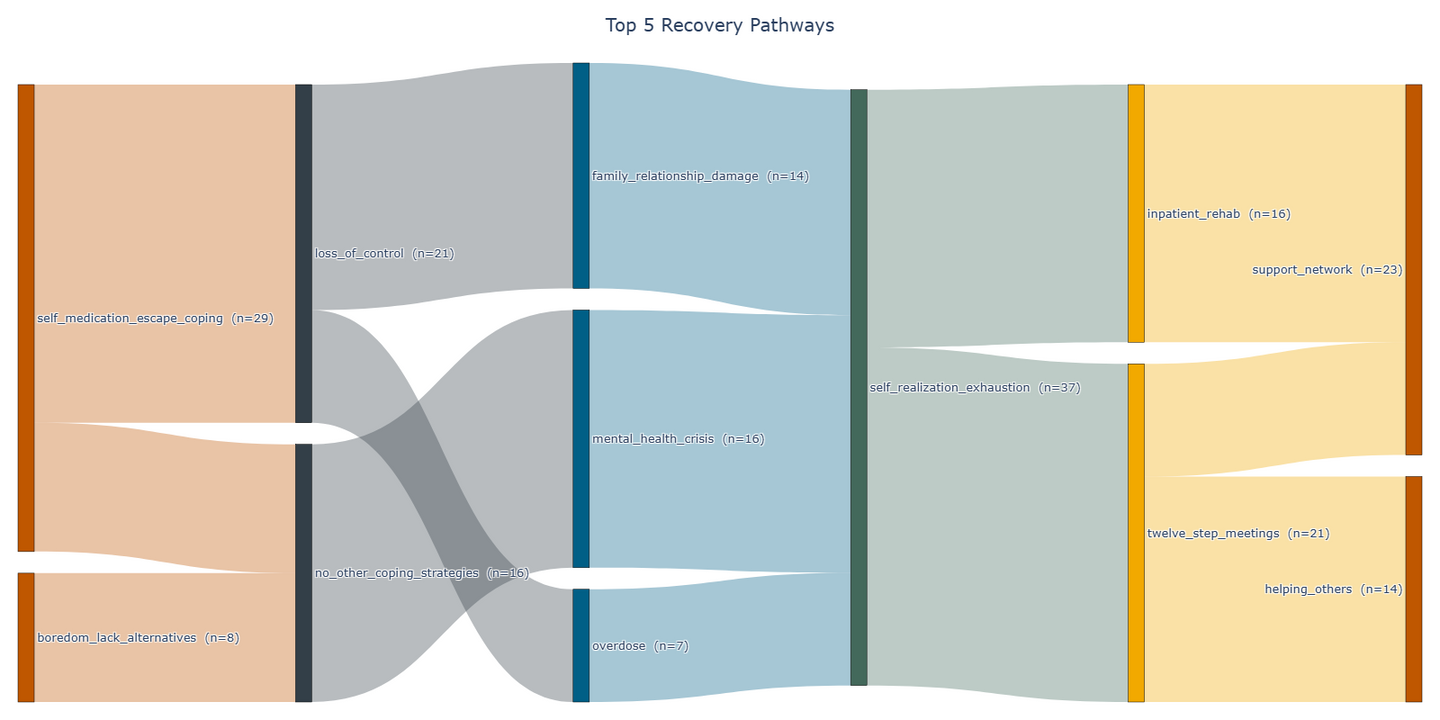 Top 5 Recovery Pathways
self_medication_escape_coping (n=29)
boredom_lack_alternatives (n=8)
loss_of_control (n=21)
no_other_coping_strategies (n=16)
family_relationship_damage (n=14)
mental_health_crisis (n=16)
overdose (n=7)
self_realization_exhaustion (n=37)
inpatient_rehab (n=16)
twelve_step_meetings (n=21)
support_network (n=23)
helping_others (n=14)